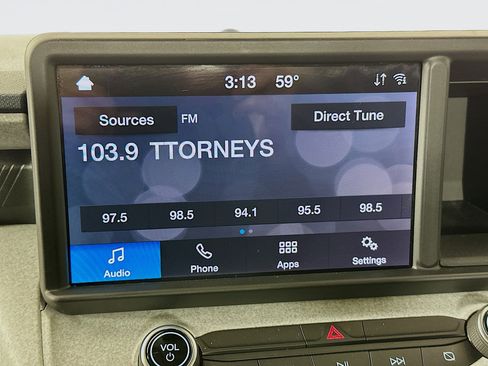 3:13 59°
Sources FM Direct Tune
103.9 TTORNEYS
97.5 98.5 94.1 95.5 98.5
Audio Phone Apps Settings
VOL